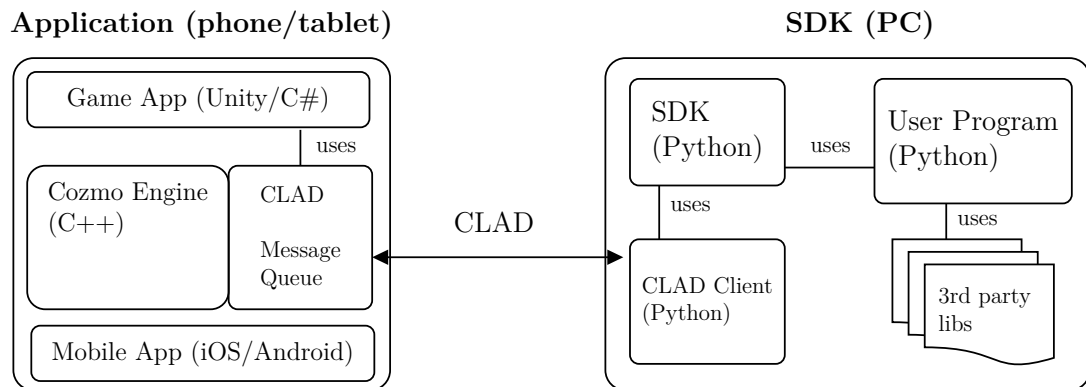 Application (phone/tablet)
Game App (Unity/C#)
uses
Cozmo Engine
(C++)
CLAD
Message
Queue
Mobile App (iOS/Android)
CLAD
SDK (PC)
SDK
(Python)
uses
User Program
(Python)
uses
uses
CLAD Client
(Python)
3rd party
libs